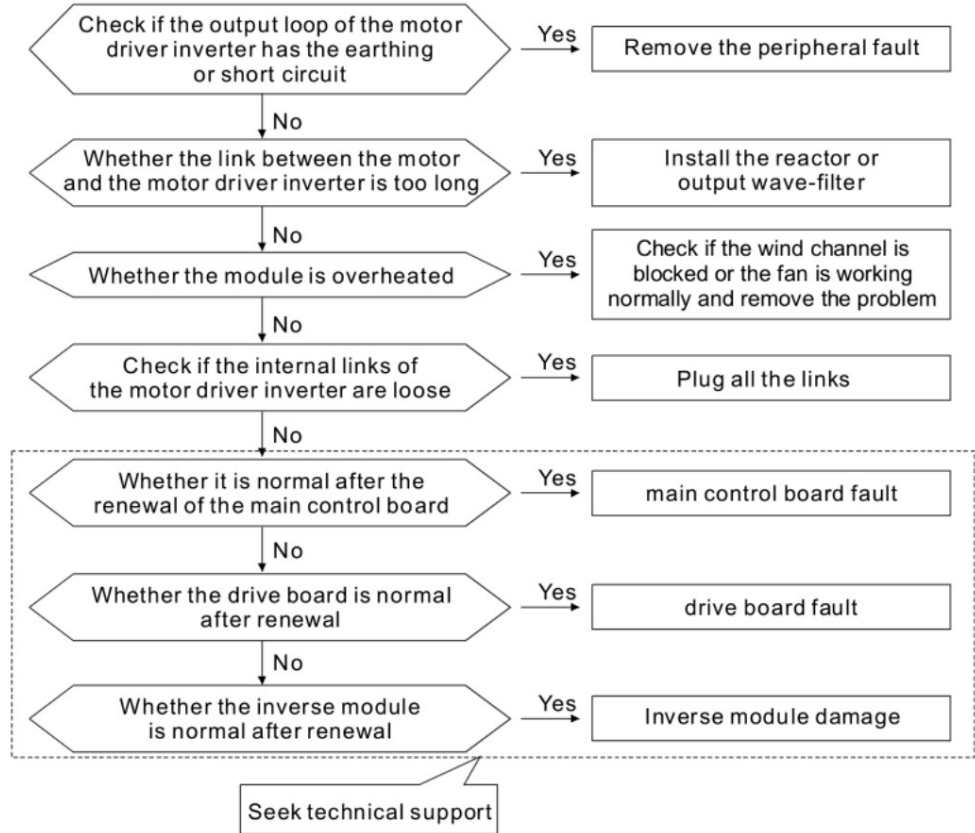 Check if the output loop of the motor
driver inverter has the earthing
or short circuit
Yes
Remove the peripheral fault
No
Whether the link between the motor
and the motor driver inverter is too long
Yes
Install the reactor or
output wave-filter
No
Whether the module is overheated
Yes
Check if the wind channel is
blocked or the fan is working
normally and remove the problem
No
Check if the internal links of
the motor driver inverter are loose
Yes
Plug all the links
No
Whether it is normal after the
renewal of the main control board
Yes
main control board fault
No
Whether the drive board is normal
after renewal
Yes
drive board fault
No
Whether the inverse module
is normal after renewal
Yes
Inverse module damage
Seek technical support